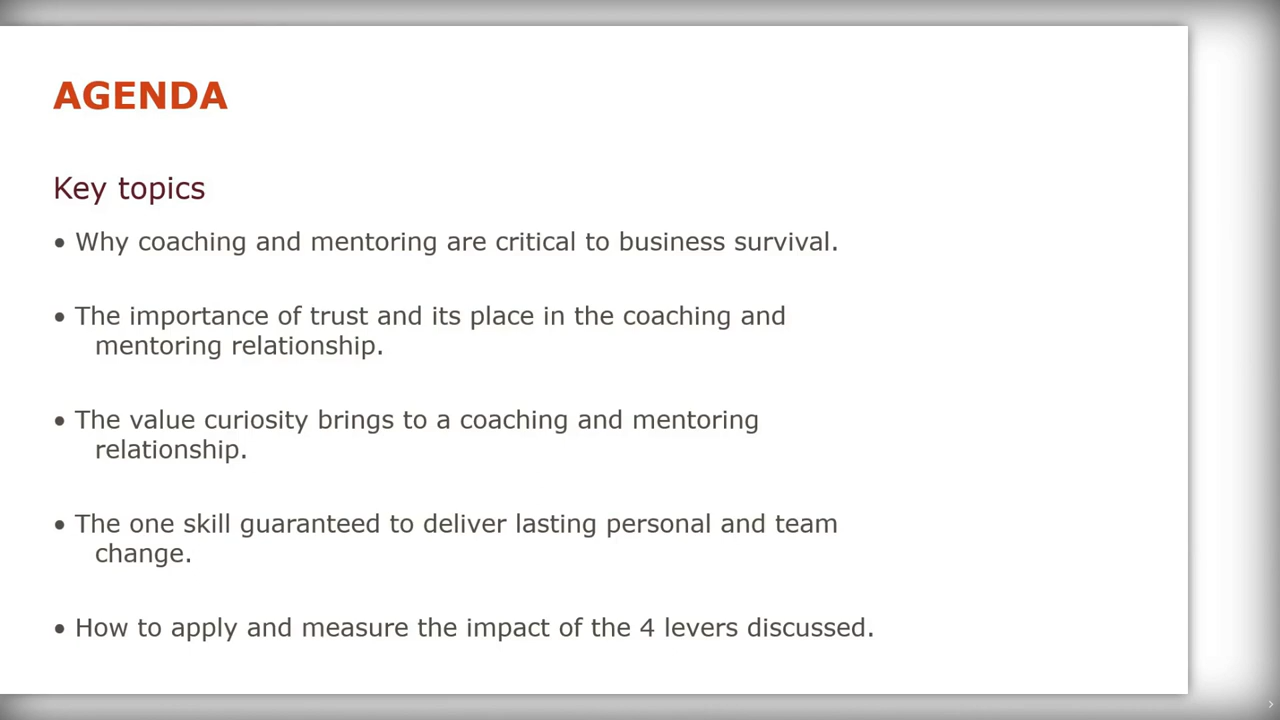 AGENDA
Key topics
• Why coaching and mentoring are critical to business survival.
• The importance of trust and its place in the coaching and
mentoring relationship.
• The value curiosity brings to a coaching and mentoring
relationship.
• The one skill guaranteed to deliver lasting personal and team
change.
• How to apply and measure the impact of the 4 levers discussed.